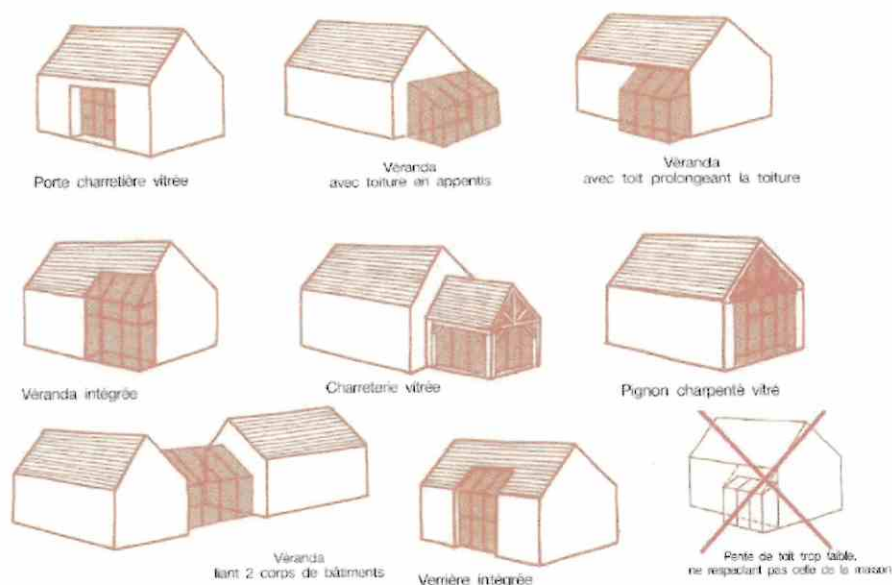 Porte charretière vitrée
Véranda
avec toiture en appentis
Véranda
avec toit prolongeant la toiture
Véranda intégrée
Charreterie vitrée
Pignon charpenté vitré
Véranda
liant 2 corps de bâtiments
Verrière intégrée
Pente de toit trop faible,
ne respectant pas celle de la maison